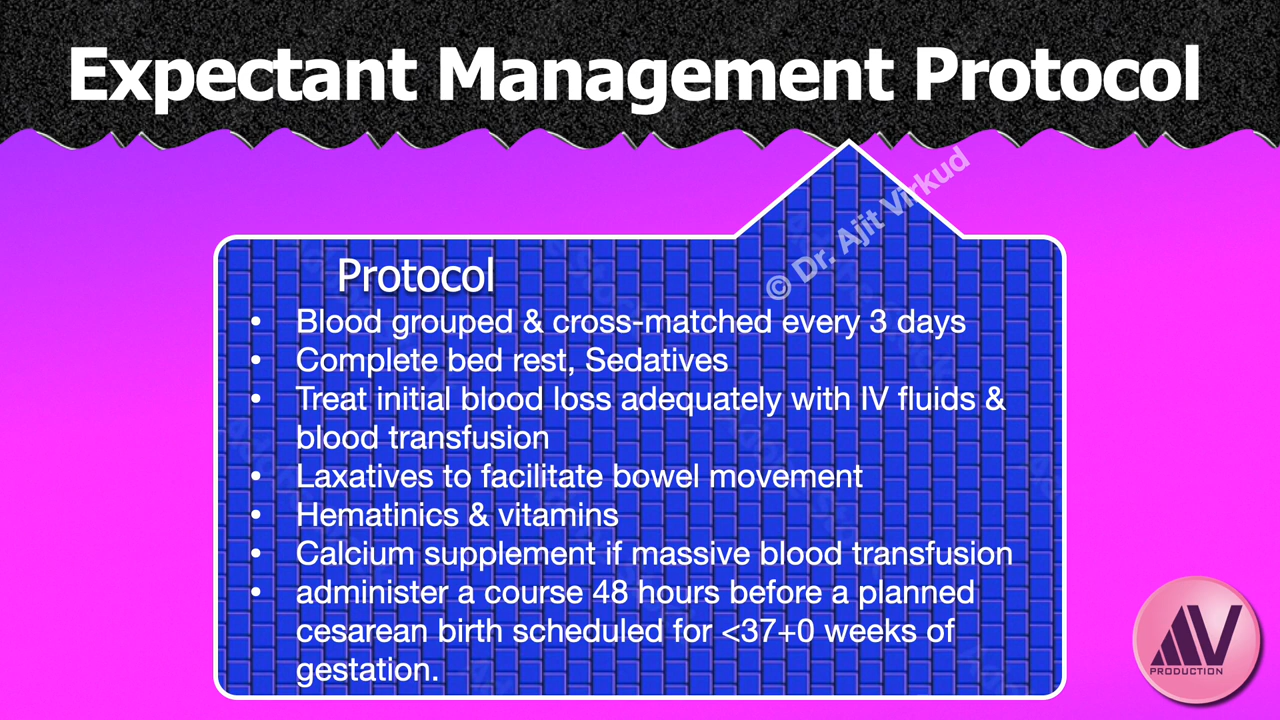 Expectant Management Protocol
© Dr. Ajit Virkud
Protocol
• Blood grouped & cross-matched every 3 days
• Complete bed rest, Sedatives
• Treat initial blood loss adequately with IV fluids &
blood transfusion
• Laxatives to facilitate bowel movement
• Hematinics & vitamins
• Calcium supplement if massive blood transfusion
• administer a course 48 hours before a planned
cesarean birth scheduled for <37+0 weeks of
gestation.
AV
PRODUCTION